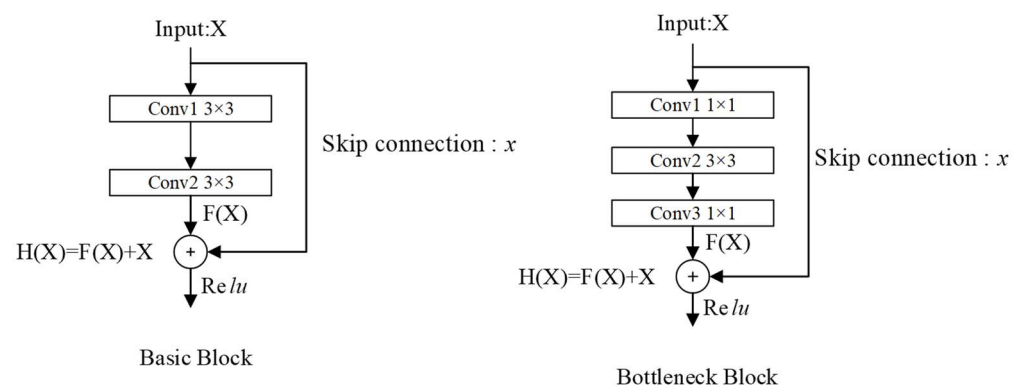 Input:X
Conv1 3×3
Skip connection : x
Conv2 3×3
F(X)
H(X)=F(X)+X
+
Relu
Basic Block
Input:X
Conv1 1×1
Conv2 3×3
Skip connection : x
Conv3 1×1
F(X)
H(X)=F(X)+X
+
Relu
Bottleneck Block